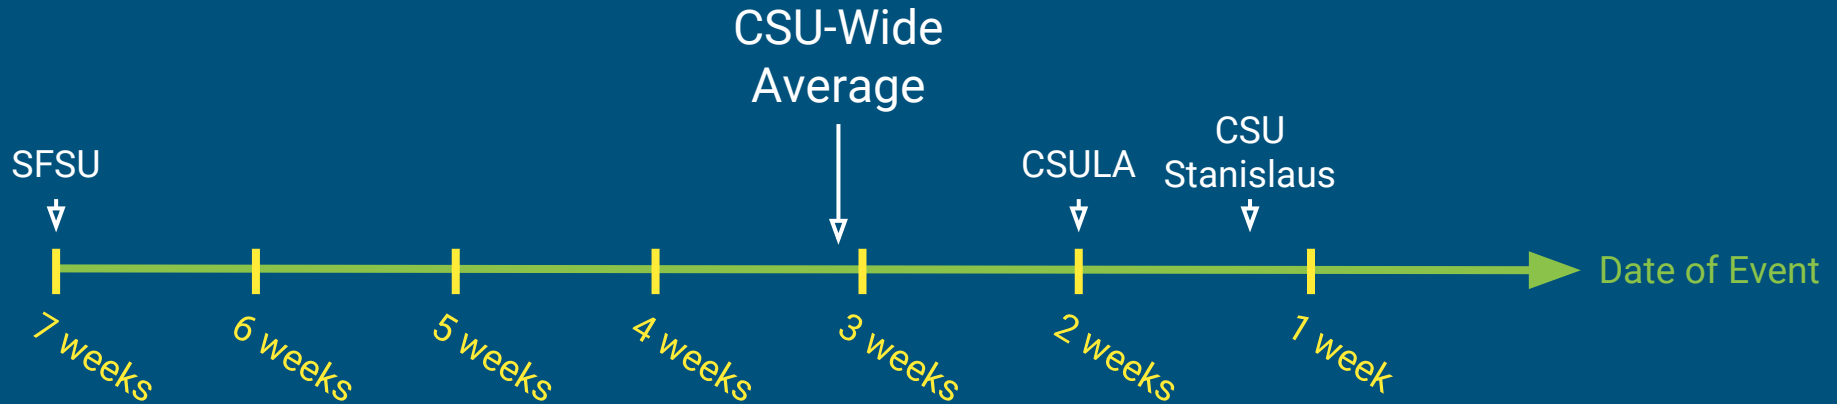 CSU-Wide
Average
SFSU
CSULA
CSU
Stanislaus
Date of Event
7 weeks
6 weeks
5 weeks
4 weeks
3 weeks
2 weeks
1 week